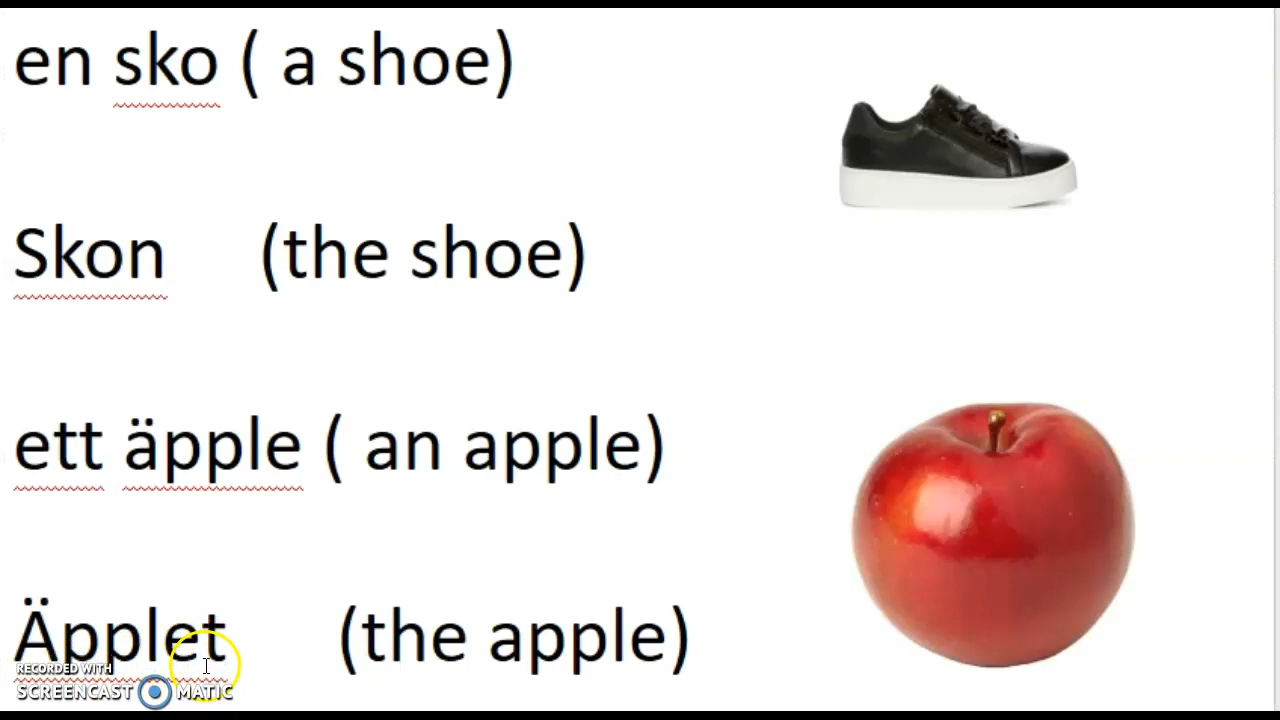 en sko ( a shoe)
Skon (the shoe)
ett äpple ( an apple)
Äpplet (the apple)
RECORDED WITH
SCREENCAST MATIC